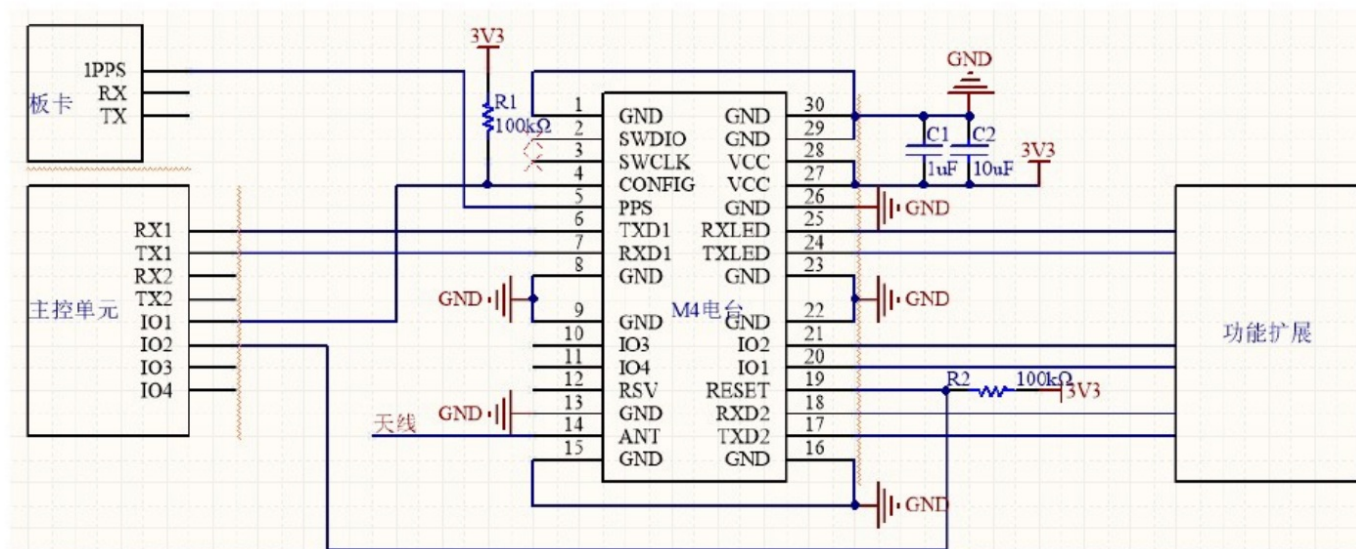 板卡
1PPS
RX
TX
主控单元
RX1
TX1
RX2
TX2
IO1
IO2
IO3
IO4
3V3
R1
100kΩ
GND
GND
天线
M4电台
1 GND
2 SWDIO
3 SWCLK
4 CONFIG
5 PPS
6 TXD1
7 RXD1
8 GND
9 GND
10 IO3
11 IO4
12 RSV
13 GND
14 ANT
15 GND
GND 30
GND 29
VCC 28
VCC 27
GND 26
RXLED 25
TXLED 24
GND 23
GND 22
IO2 21
IO1 20
RESET 19
RXD2 18
TXD2 17
GND 16
GND
C1
1uF
C2
10uF
3V3
GND
GND
R2 100kΩ
3V3
GND
功能扩展